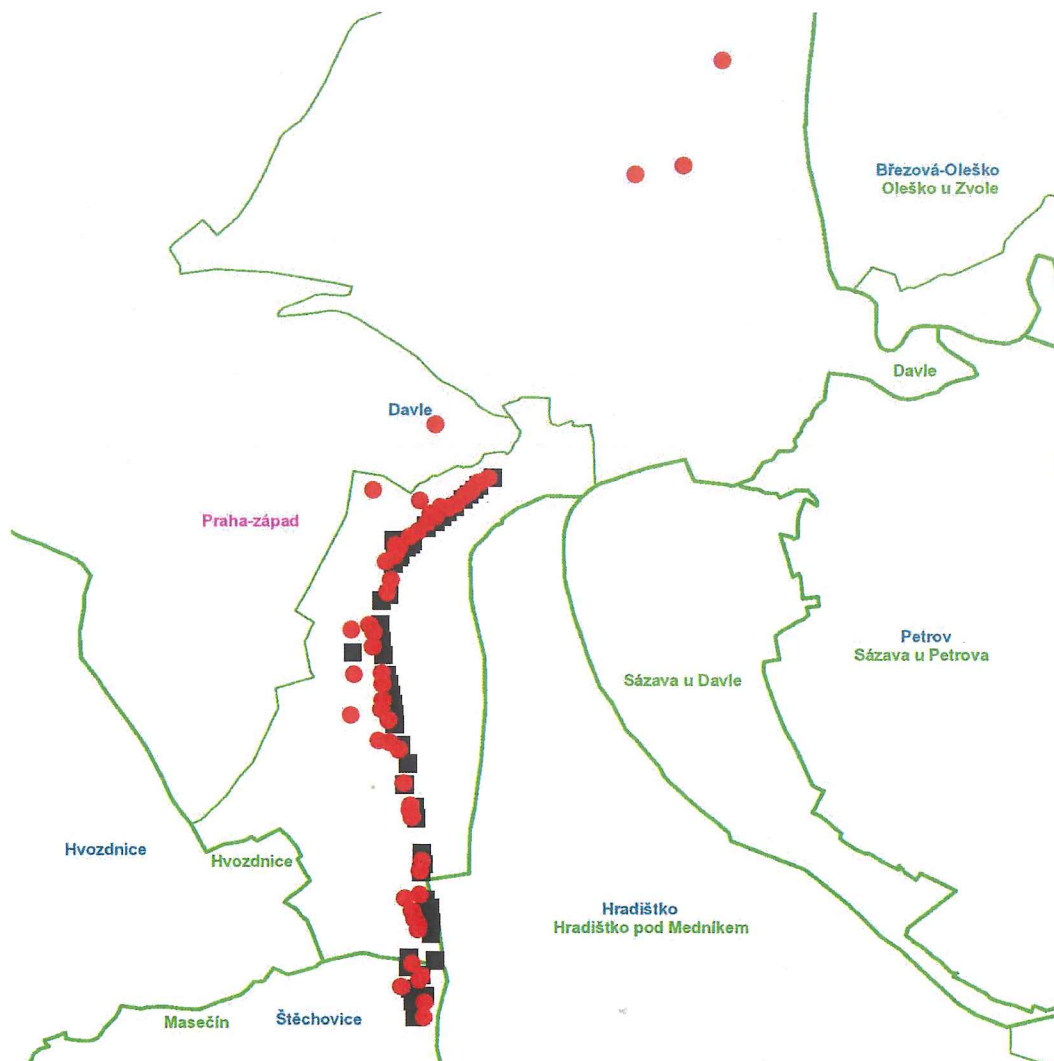 Březová-Oleško
Oleško u Zvole
Davle
Davle
Praha-západ
Petrov
Sázava u Petrova
Sázava u Davle
Hvozdnice
Hvozdnice
Hradištko
Hradištko pod Medníkem
Masečín
Štěchovice